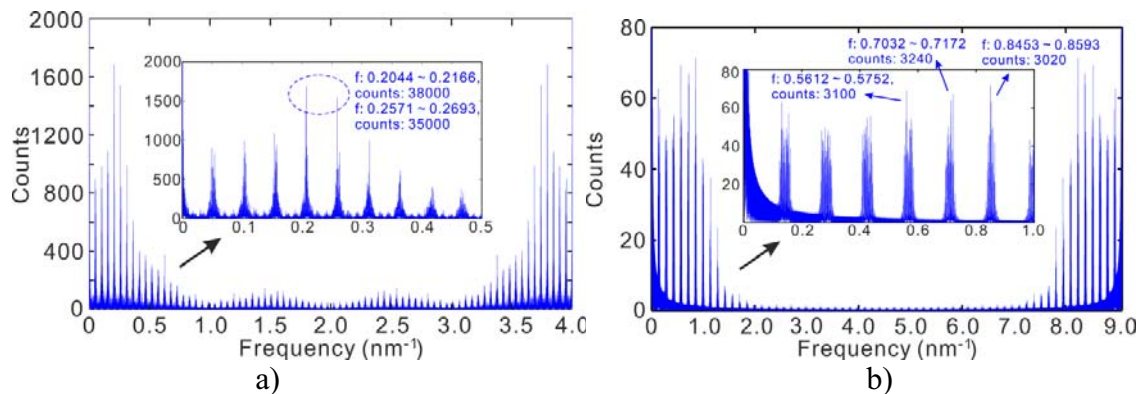 2000
1600
1200
800
400
0
Counts
0 0.5 1.0 1.5 2.0 2.5 3.0 3.5 4.0
Frequency (nm⁻¹)
2000
1500
1000
500
0
0 0.1 0.2 0.3 0.4 0.5
f: 0.2044 ~ 0.2166,
counts: 38000
f: 0.2571 ~ 0.2693,
counts: 35000
a)
80
60
40
20
0
Counts
0 1.0 2.0 3.0 4.0 5.0 6.0 7.0 8.0 9.0
Frequency (nm⁻¹)
80
60
40
20
0 0.2 0.4 0.6 0.8 1.0
f: 0.7032 ~ 0.7172
counts: 3240
f: 0.8453 ~ 0.8593
counts: 3020
f: 0.5612 ~ 0.5752,
counts: 3100
b)